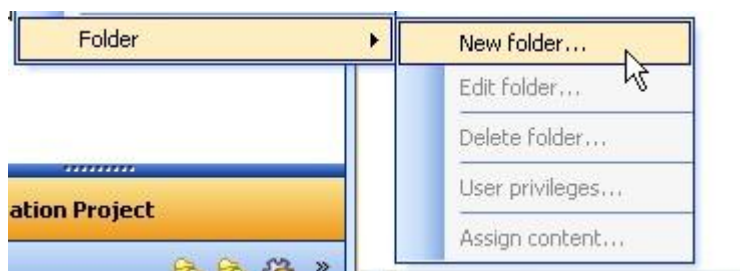 Folder
New folder...
Edit folder...
Delete folder...
User privileges...
Assign content...
ation Project
»